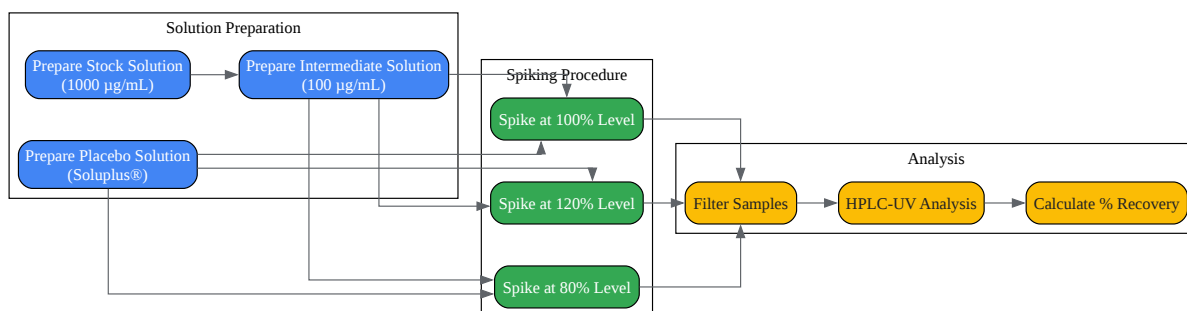 Solution Preparation
Prepare Stock Solution
(1000 µg/mL)
Prepare Intermediate Solution
(100 µg/mL)
Prepare Placebo Solution
(Soluplus®)
Spiking Procedure
Spike at 100% Level
Spike at 120% Level
Spike at 80% Level
Analysis
Filter Samples
HPLC-UV Analysis
Calculate % Recovery